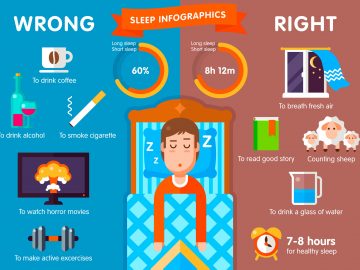 WRONG
SLEEP INFOGRAPHICS
RIGHT
Long sleep
Short sleep
60%
Long sleep
Short sleep
8h 12m
To drink coffee
To drink alcohol
To smoke cigarette
To watch horror movies
To make active excercises
Z
Z
Z
To breath fresh air
To read good story
Counting sheep
To drink a glass of water
7-8 hours
for healthy sleep